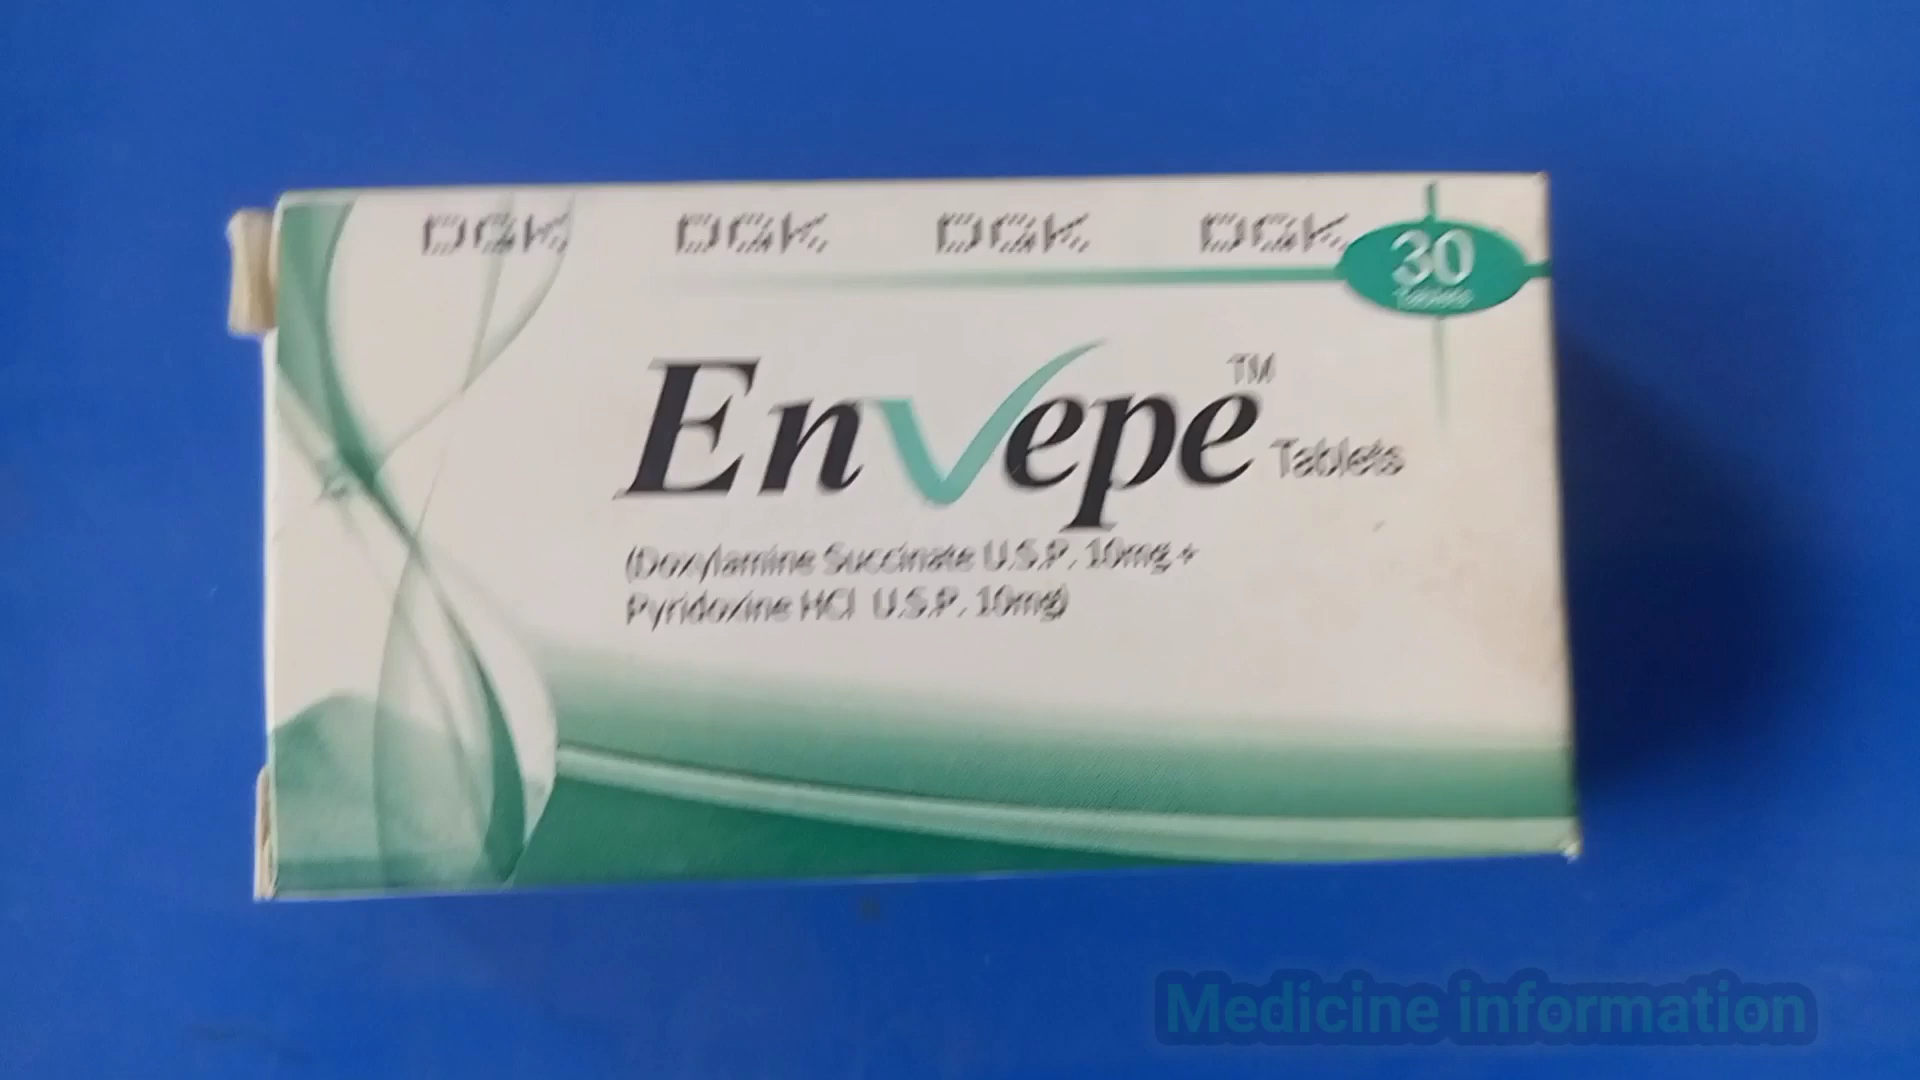 DGK DGK DGK DGK
30
Tablets
Envepe™ Tablets
(Doxylamine Succinate U.S.P. 10mg +
Pyridoxine HCl U.S.P. 10mg)
Medicine information